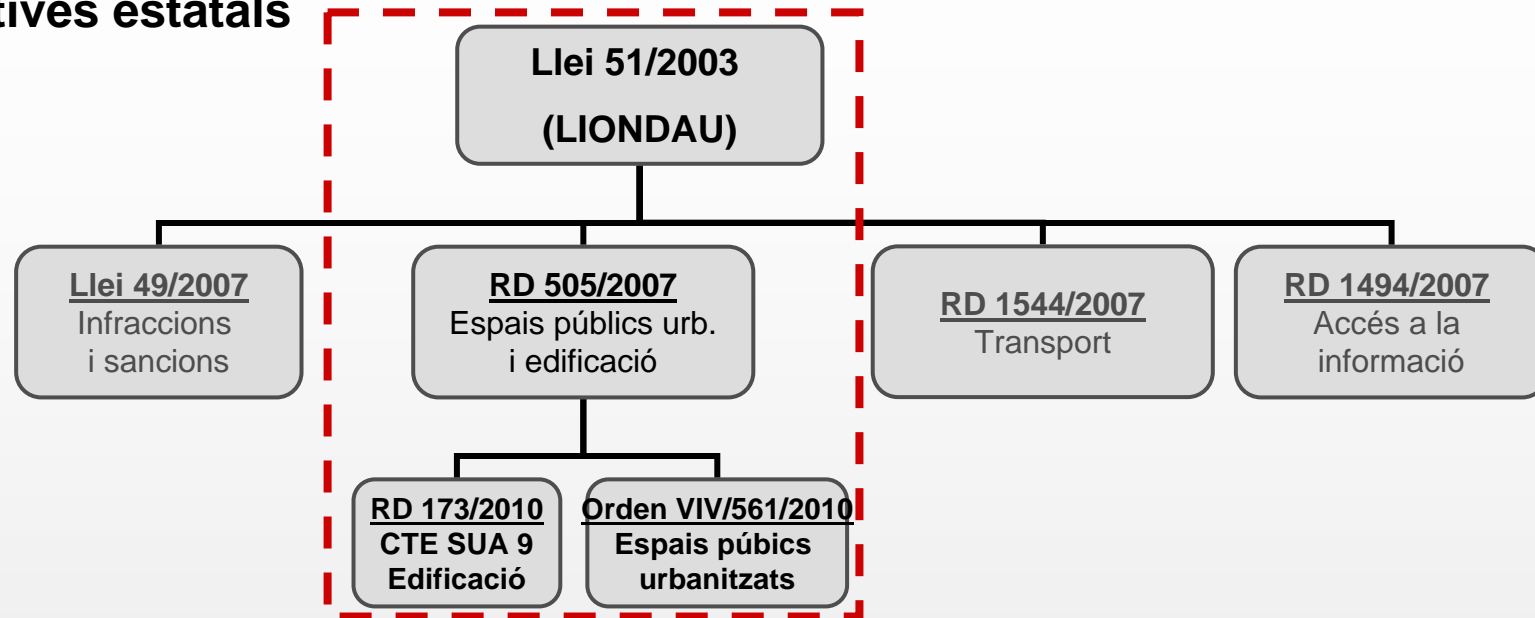 tives estatals
Llei 51/2003
(LIONDAU)
Llei 49/2007
Infraccions
i sancions
RD 505/2007
Espais públics urb.
i edificació
RD 1544/2007
Transport
RD 1494/2007
Accés a la
informació
RD 173/2010
CTE SUA 9
Edificació
Orden VIV/561/2010
Espais púbics
urbanitzats